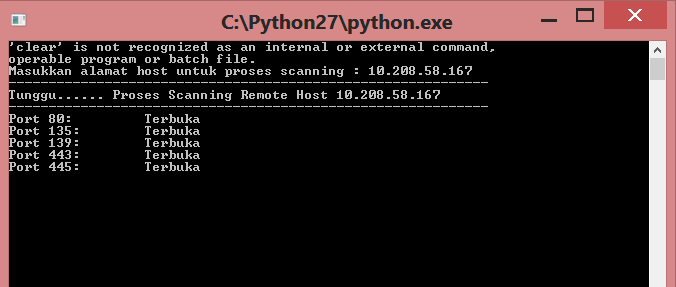 C:\Python27\python.exe
'clear' is not recognized as an internal or external command,
operable program or batch file.
Masukkan alamat host untuk proses scanning : 10.208.58.167
------------------------------------------------------------
Tunggu...... Proses Scanning Remote Host 10.208.58.167
------------------------------------------------------------
Port 80:         Terbuka
Port 135:        Terbuka
Port 139:        Terbuka
Port 443:        Terbuka
Port 445:        Terbuka